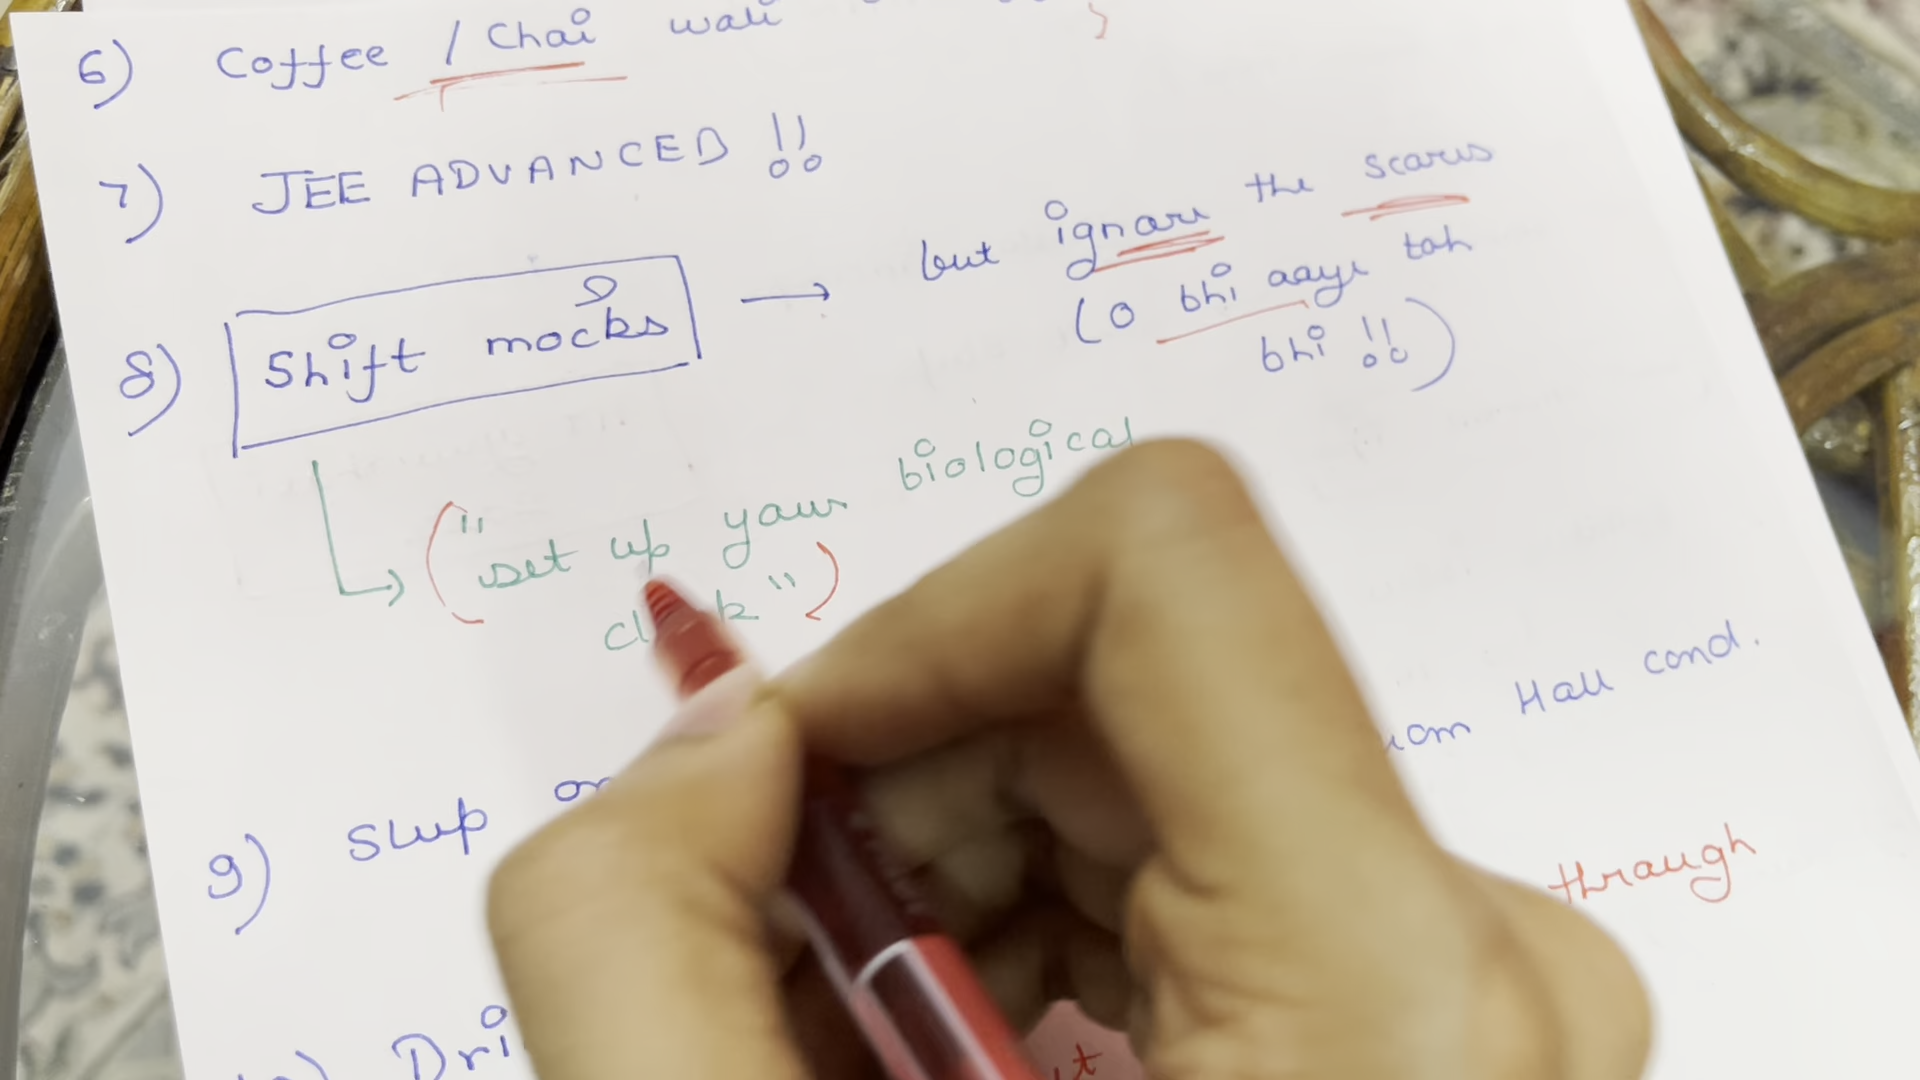 6) Coffee / Chai wali
7) JEE ADVANCED !!
8) Shift mocks → but ignore the scores
(0 bhi aaye tah
bhi !!)
("set up your biological
clock")
9) Sleep Hall cond.
through